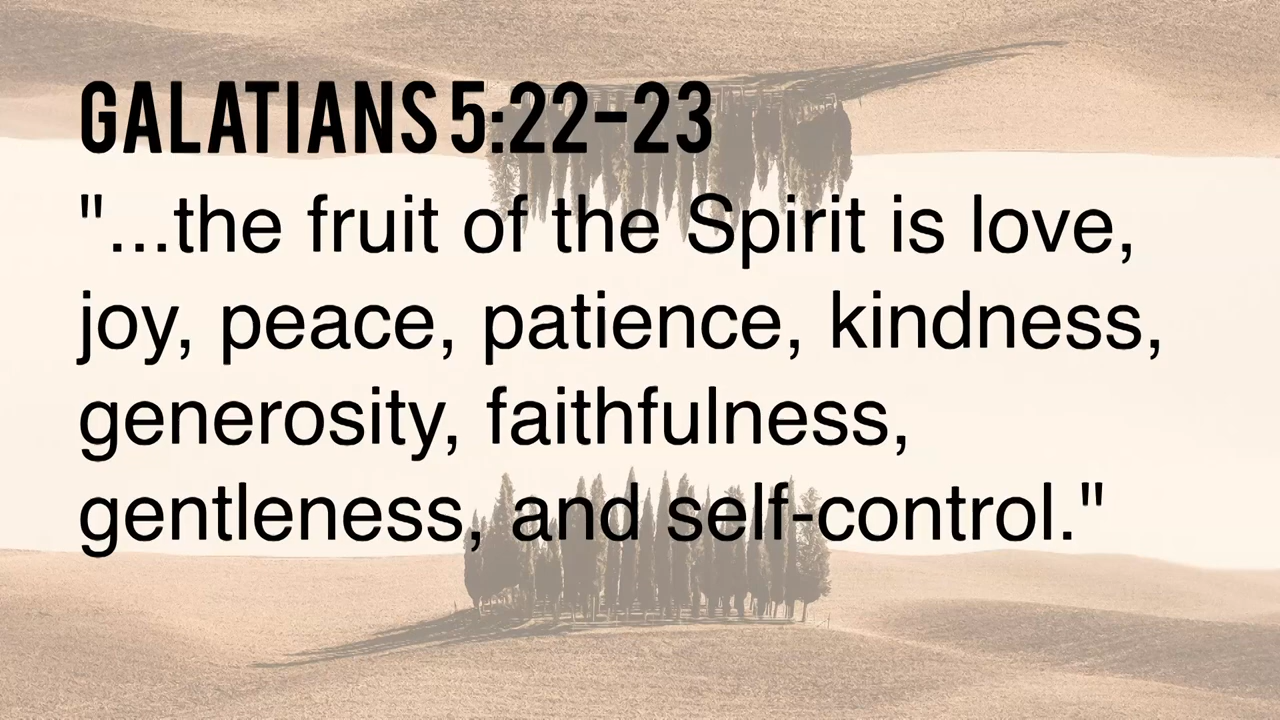 GALATIANS 5:22-23
"...the fruit of the Spirit is love,
joy, peace, patience, kindness,
generosity, faithfulness,
gentleness, and self-control."